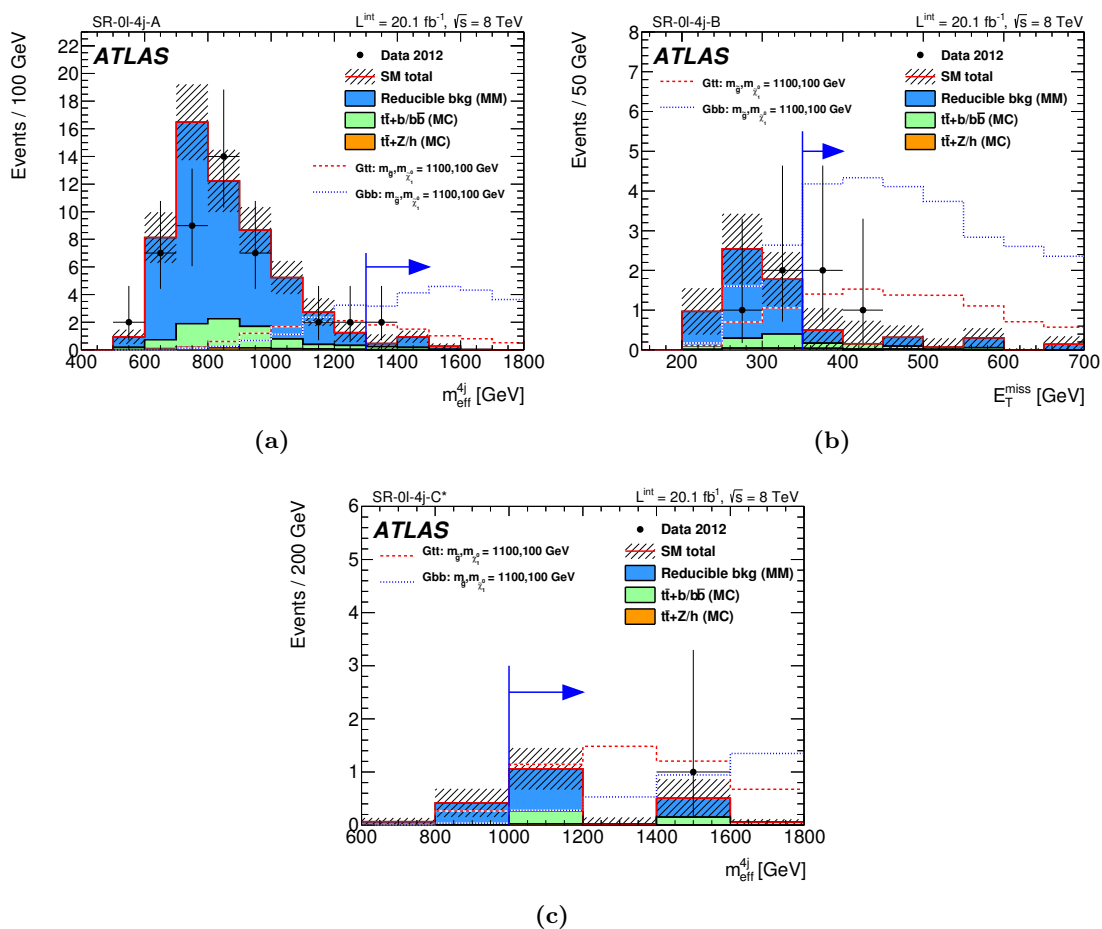 SR-0l-4j-A
L^int = 20.1 fb^-1, √s = 8 TeV
Events / 100 GeV
22
20
18
16
14
12
10
8
6
4
2
0
ATLAS
Data 2012
SM total
Reducible bkg (MM)
tt̄+b/bb̄ (MC)
tt̄+Z/h (MC)
Gtt: m_g̃,m_χ̃₁⁰ = 1100,100 GeV
Gbb: m_g̃,m_χ̃₁⁰ = 1100,100 GeV
400 600 800 1000 1200 1400 1600 1800
m_eff^4j [GeV]
(a)
SR-0l-4j-B
L^int = 20.1 fb^-1, √s = 8 TeV
Events / 50 GeV
8
7
6
5
4
3
2
1
0
ATLAS
Gtt: m_g̃,m_χ̃₁⁰ = 1100,100 GeV
Gbb: m_g̃,m_χ̃₁⁰ = 1100,100 GeV
Data 2012
SM total
Reducible bkg (MM)
tt̄+b/bb̄ (MC)
tt̄+Z/h (MC)
200 300 400 500 600 700
E_T^miss [GeV]
(b)
SR-0l-4j-C*
L^int = 20.1 fb^-1, √s = 8 TeV
Events / 200 GeV
6
5
4
3
2
1
0
ATLAS
Gtt: m_g̃,m_χ̃₁⁰ = 1100,100 GeV
Gbb: m_g̃,m_χ̃₁⁰ = 1100,100 GeV
Data 2012
SM total
Reducible bkg (MM)
tt̄+b/bb̄ (MC)
tt̄+Z/h (MC)
600 800 1000 1200 1400 1600 1800
m_eff^4j [GeV]
(c)